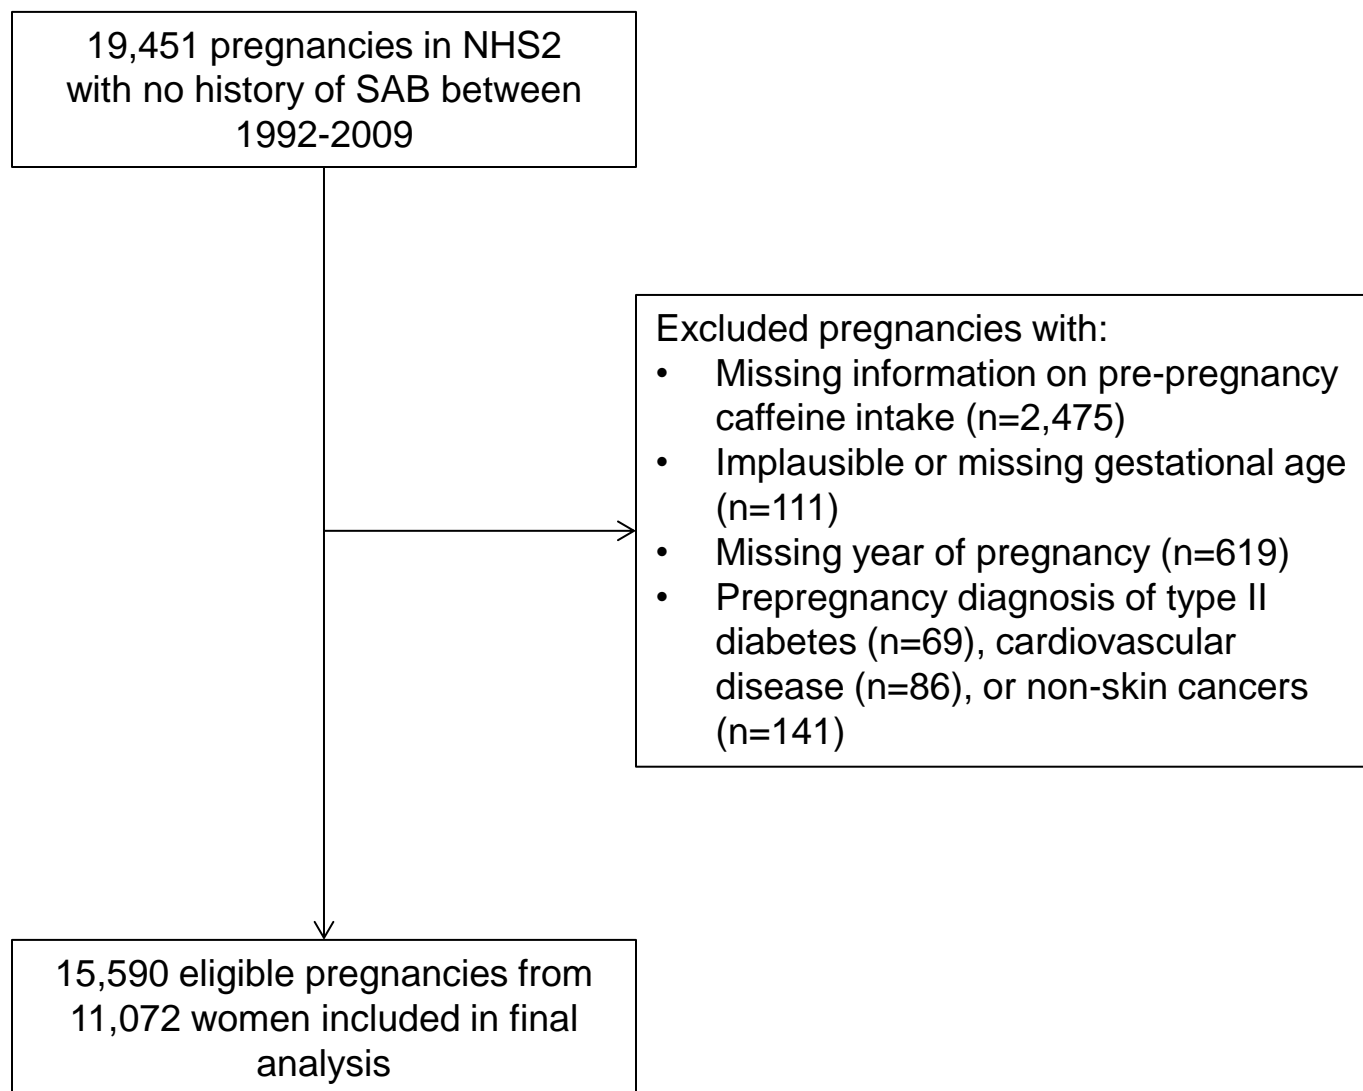 19,451 pregnancies in NHS2
with no history of SAB between
1992-2009
Excluded pregnancies with:
• Missing information on pre-pregnancy
caffeine intake (n=2,475)
• Implausible or missing gestational age
(n=111)
• Missing year of pregnancy (n=619)
• Prepregnancy diagnosis of type II
diabetes (n=69), cardiovascular
disease (n=86), or non-skin cancers
(n=141)
15,590 eligible pregnancies from
11,072 women included in final
analysis